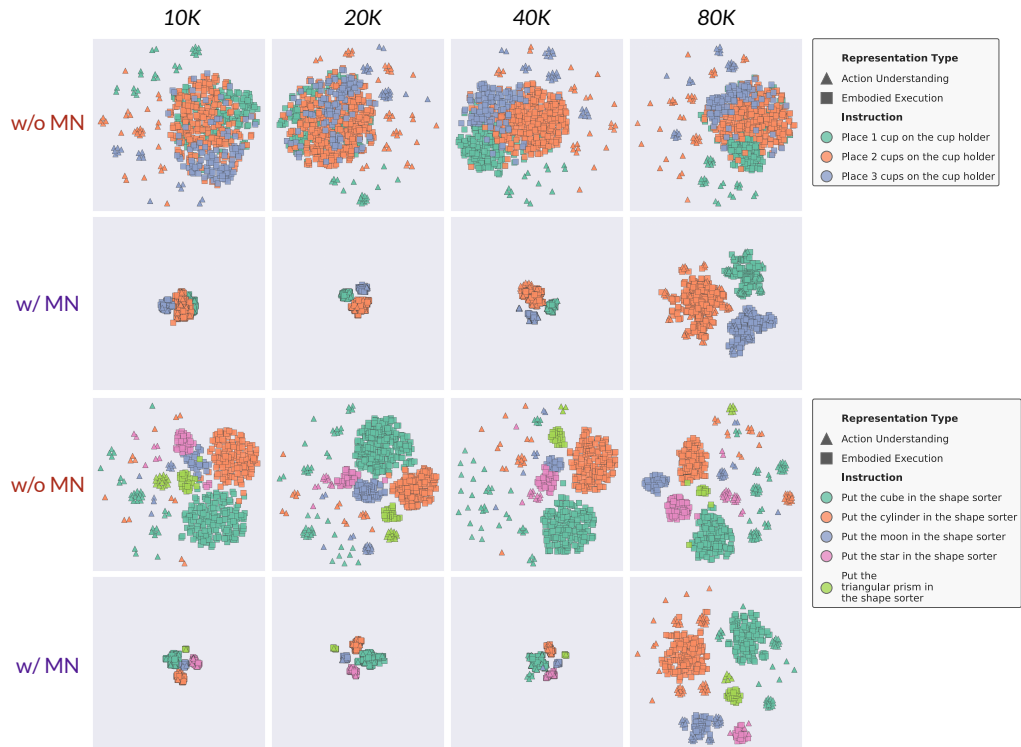 10K 20K 40K 80K
w/o MN
Representation Type
Action Understanding
Embodied Execution
Instruction
Place 1 cup on the cup holder
Place 2 cups on the cup holder
Place 3 cups on the cup holder
w/ MN
w/o MN
Representation Type
Action Understanding
Embodied Execution
Instruction
Put the cube in the shape sorter
Put the cylinder in the shape sorter
Put the moon in the shape sorter
Put the star in the shape sorter
Put the
triangular prism in
the shape sorter
w/ MN